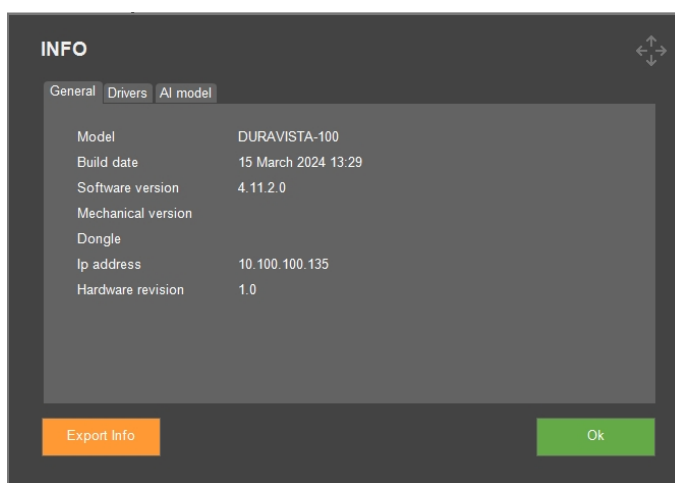 INFO
General Drivers AI model
Model DURAVISTA-100
Build date 15 March 2024 13:29
Software version 4.11.2.0
Mechanical version
Dongle
Ip address 10.100.100.135
Hardware revision 1.0
Export Info Ok